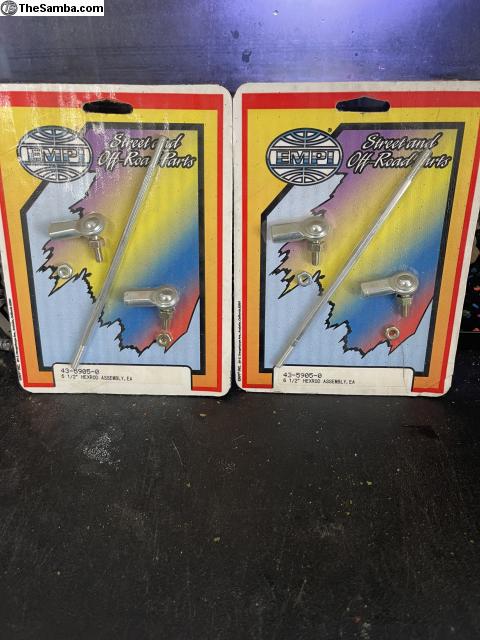 TheSamba.com
EMPI
Street and
Off-Road Parts
43-5905-0
6 1/2" HEXROD ASSEMBLY, EA
EMPI
®
Street and
Off-Road Parts
43-5905-0
6 1/2" HEXROD ASSEMBLY, EA